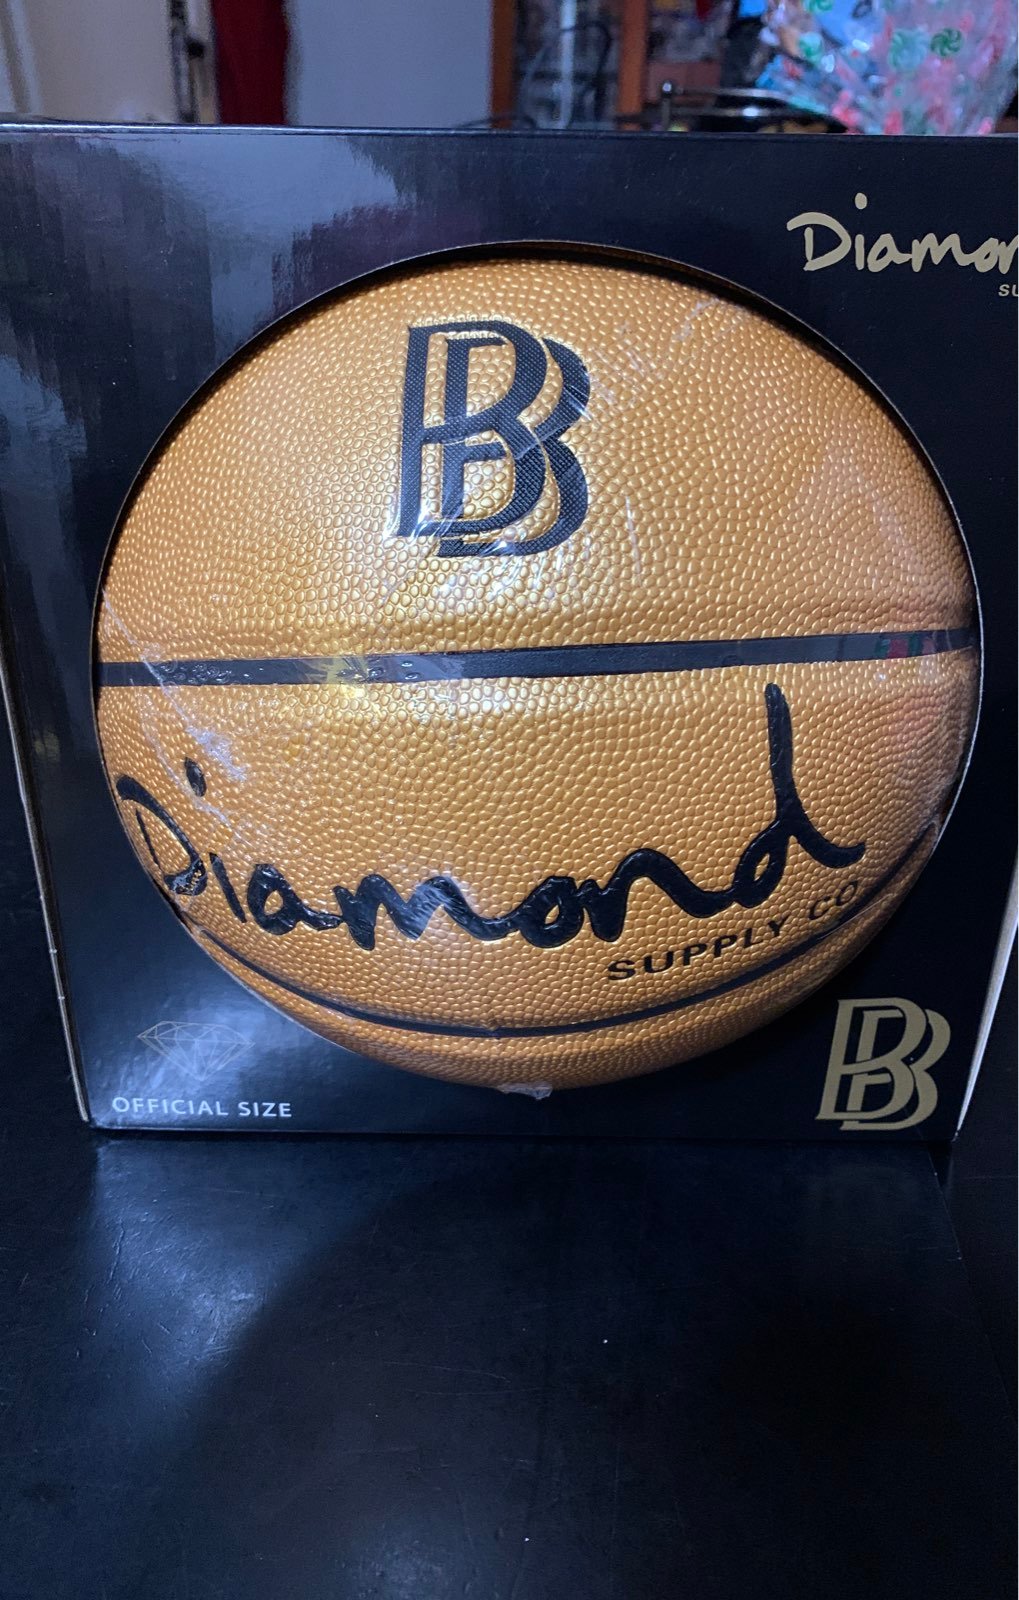 Diamon
SU
BB
Diamond
SUPPLY CO
OFFICIAL SIZE
BB